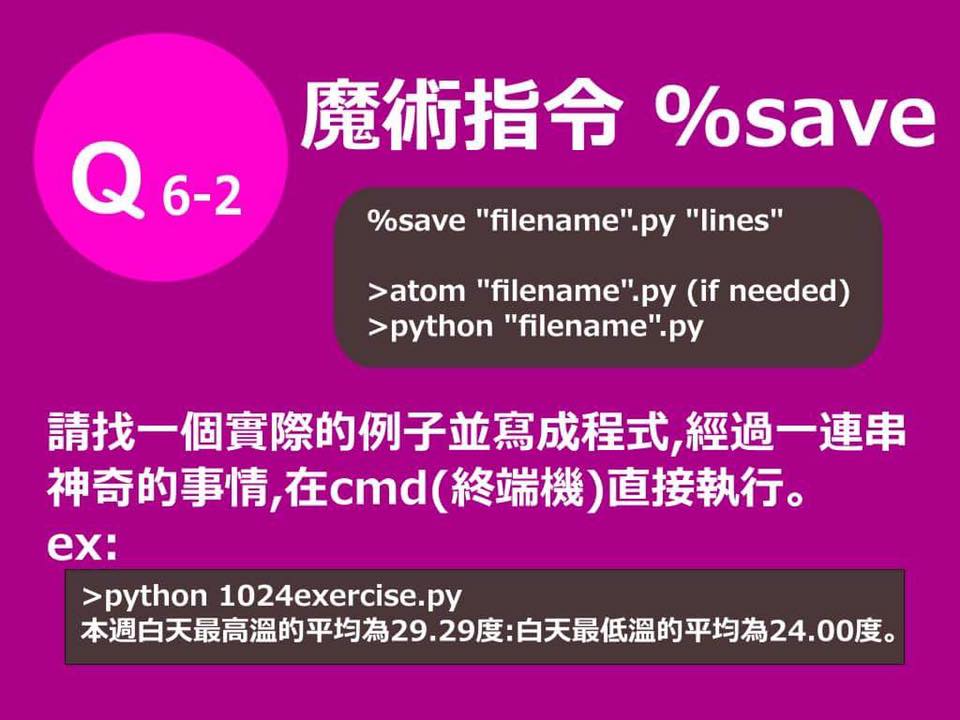 Q 6-2
魔術指令 %save
%save "filename".py "lines"
>atom "filename".py (if needed)
>python "filename".py
請找一個實際的例子並寫成程式,經過一連串
神奇的事情,在cmd(終端機)直接執行。
ex:
>python 1024exercise.py
本週白天最高溫的平均為29.29度:白天最低溫的平均為24.00度。